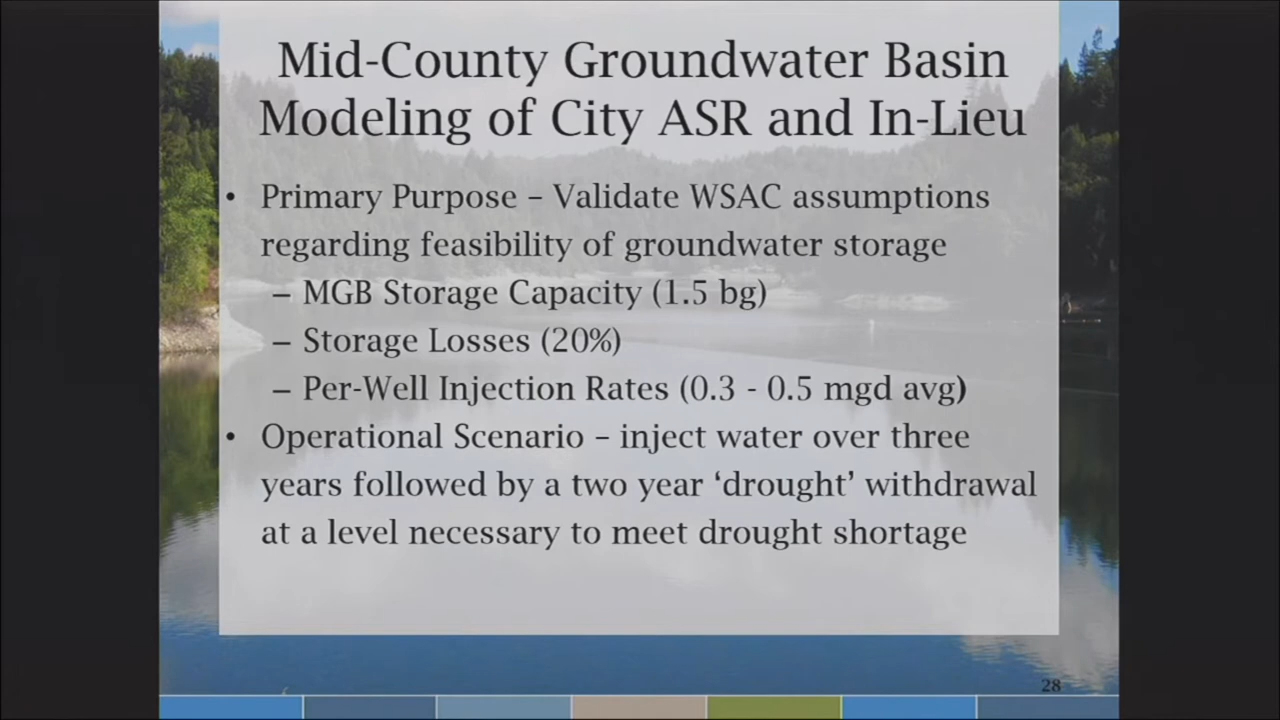 Mid-County Groundwater Basin
Modeling of City ASR and In-Lieu
• Primary Purpose – Validate WSAC assumptions
regarding feasibility of groundwater storage
– MGB Storage Capacity (1.5 bg)
– Storage Losses (20%)
– Per-Well Injection Rates (0.3 - 0.5 mgd avg)
• Operational Scenario – inject water over three
years followed by a two year ‘drought’ withdrawal
at a level necessary to meet drought shortage
28